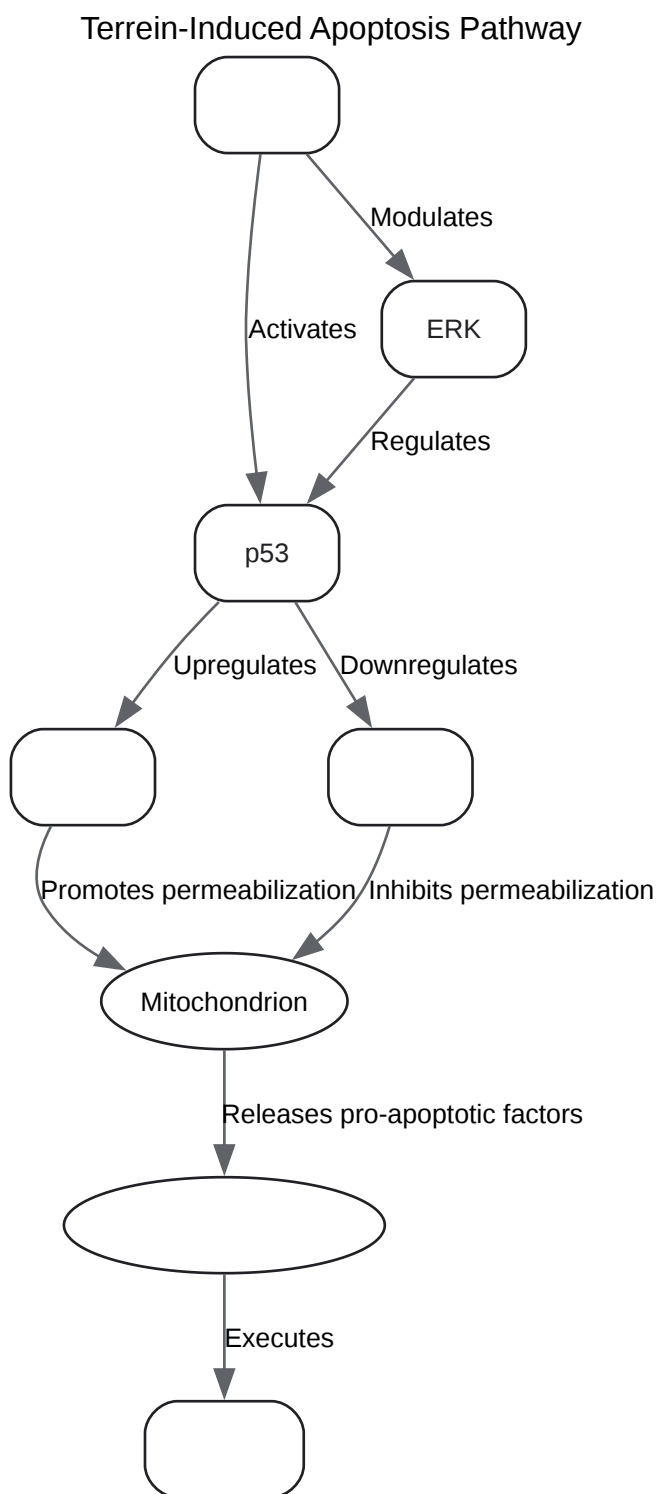 Terrein-Induced Apoptosis Pathway
Modulates
Activates
ERK
Regulates
p53
Upregulates
Downregulates
Promotes permeabilization
Inhibits permeabilization
Mitochondrion
Releases pro-apoptotic factors
Executes